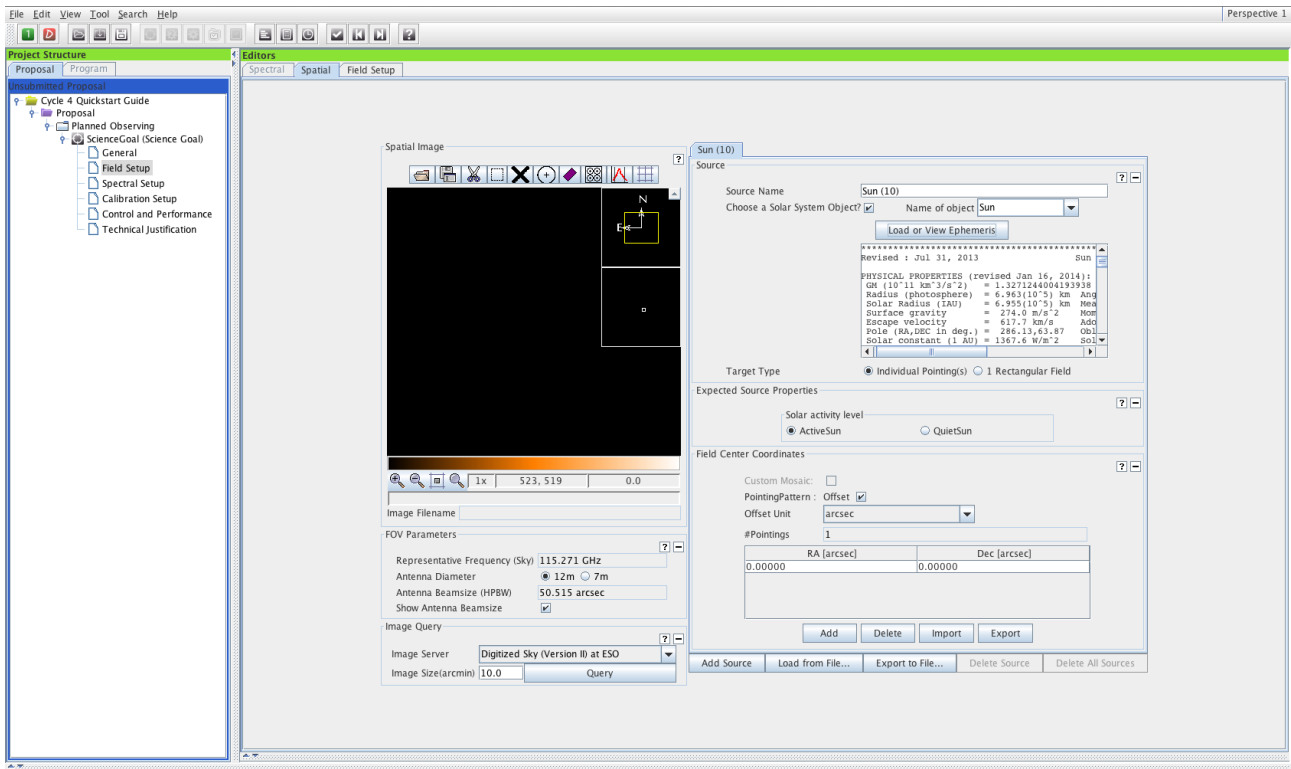 File Edit View Tool Search Help
Perspective 1
Project Structure
Proposal Program
Unsubmitted Proposal
Cycle 4 Quickstart Guide
Proposal
Planned Observing
ScienceGoal (Science Goal)
General
Field Setup
Spectral Setup
Calibration Setup
Control and Performance
Technical Justification
Editors
Spectral Spatial Field Setup
Spatial Image
?
N
E
1x 523, 519 0.0
Image Filename
FOV Parameters
?
Representative Frequency (Sky) 115.271 GHz
Antenna Diameter 12m 7m
Antenna Beamsize (HPBW) 50.515 arcsec
Show Antenna Beamsize
Image Query
?
Image Server Digitized Sky (Version II) at ESO
Image Size(arcmin) 10.0 Query
Sun (10)
Source
?
Source Name Sun (10)
Choose a Solar System Object? Name of object Sun
Load or View Ephemeris
*******************************************
Revised : Jul 31, 2013 Sun
PHYSICAL PROPERTIES (revised Jan 16, 2014):
GM (10^11 km^3/s^2) = 1.3271244004193938
Radius (photosphere) = 6.963(10^5) km Ang
Solar Radius (IAU) = 6.955(10^5) km Mea
Surface gravity = 274.0 m/s^2 Mom
Escape velocity = 617.7 km/s Ado
Pole (RA,DEC in deg.) = 286.13,63.87 Obl
Solar constant (1 AU) = 1367.6 W/m^2 Sol
Target Type Individual Pointing(s) 1 Rectangular Field
Expected Source Properties
?
Solar activity level
ActiveSun QuietSun
Field Center Coordinates
?
Custom Mosaic:
PointingPattern : Offset
Offset Unit arcsec
#Pointings 1
RA [arcsec] Dec [arcsec]
0.00000 0.00000
Add Delete Import Export
Add Source Load from File... Export to File... Delete Source Delete All Sources